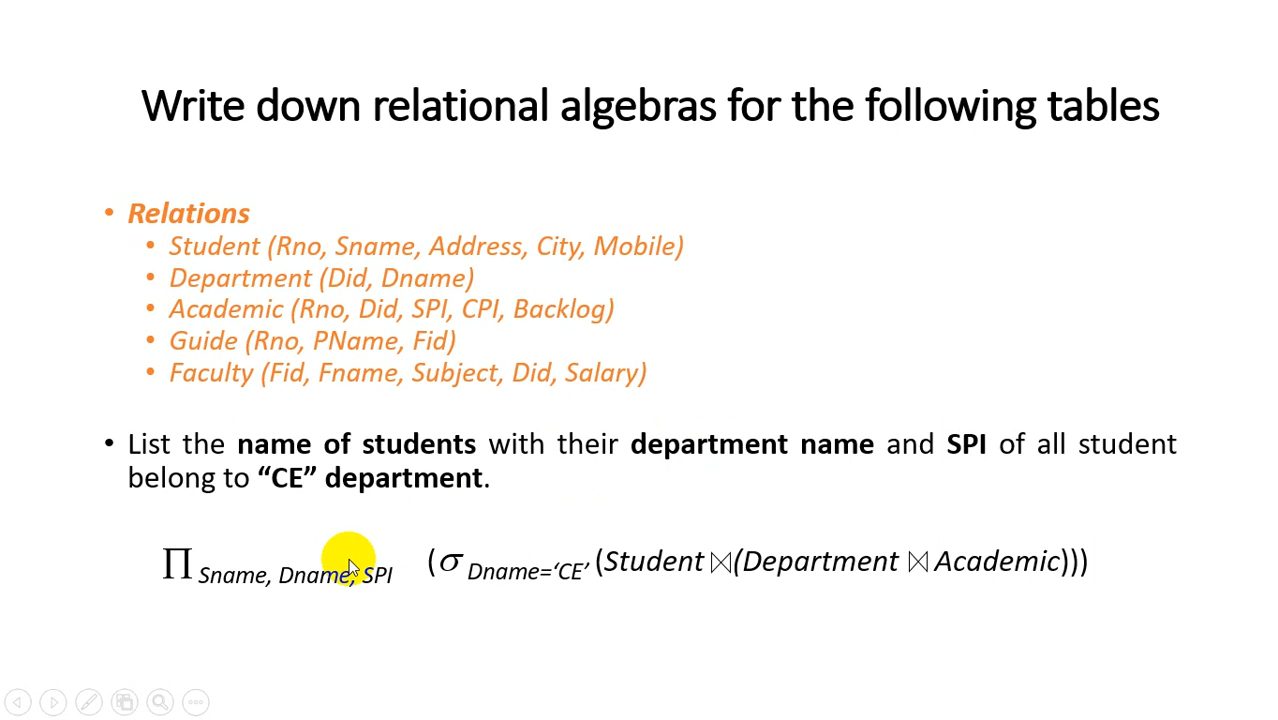 Write down relational algebras for the following tables
• Relations
• Student (Rno, Sname, Address, City, Mobile)
• Department (Did, Dname)
• Academic (Rno, Did, SPI, CPI, Backlog)
• Guide (Rno, PName, Fid)
• Faculty (Fid, Fname, Subject, Did, Salary)
• List the name of students with their department name and SPI of all student
belong to “CE” department.
∏ Sname, Dname, SPI (σ Dname=‘CE’ (Student ⋈(Department ⋈ Academic)))